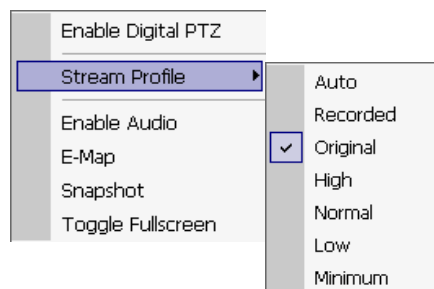 Enable Digital PTZ
Stream Profile
Enable Audio
E-Map
Snapshot
Toggle Fullscreen
Auto
Recorded
Original
High
Normal
Low
Minimum